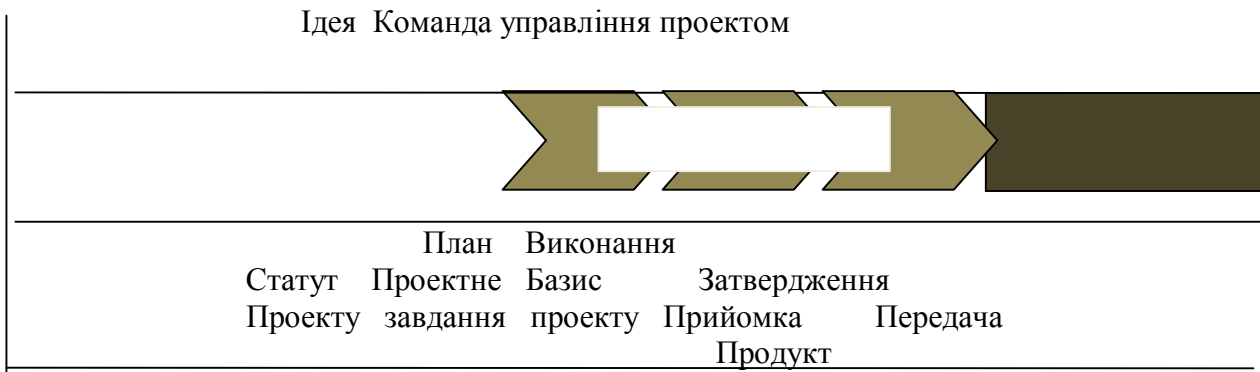 Ідея Команда управління проектом
План Виконання
Статут Проектне Базис Затвердження
Проекту завдання проекту Прийомка Передача
Продукт